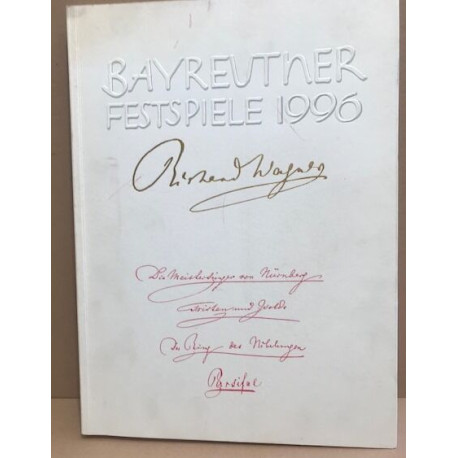 BAYREUTHER
FESTSPIELE 1996
Richard Wagner
Die Meistersinger von Nürnberg
Tristan und Isolde
Der Ring des Nibelungen
Parsifal